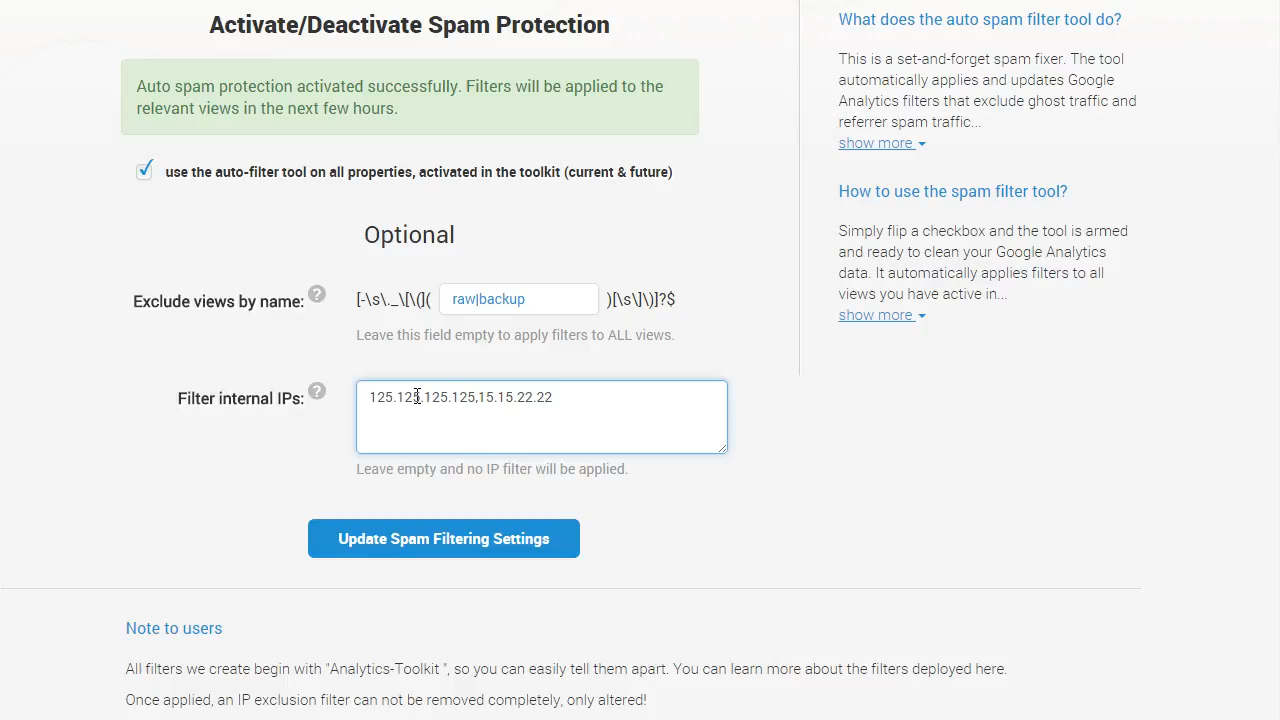 Activate/Deactivate Spam Protection
Auto spam protection activated successfully. Filters will be applied to the
relevant views in the next few hours.
use the auto-filter tool on all properties, activated in the toolkit (current & future)
Optional
Exclude views by name: ? [-\s\._\[\(]( raw|backup )[\s\]\)]?$
Leave this field empty to apply filters to ALL views.
Filter internal IPs: ? 125.125.125.125,15.15.22.22
Leave empty and no IP filter will be applied.
Update Spam Filtering Settings
What does the auto spam filter tool do?
This is a set-and-forget spam fixer. The tool
automatically applies and updates Google
Analytics filters that exclude ghost traffic and
referrer spam traffic...
show more
How to use the spam filter tool?
Simply flip a checkbox and the tool is armed
and ready to clean your Google Analytics
data. It automatically applies filters to all
views you have active in...
show more
Note to users
All filters we create begin with "Analytics-Toolkit ", so you can easily tell them apart. You can learn more about the filters deployed here.
Once applied, an IP exclusion filter can not be removed completely, only altered!